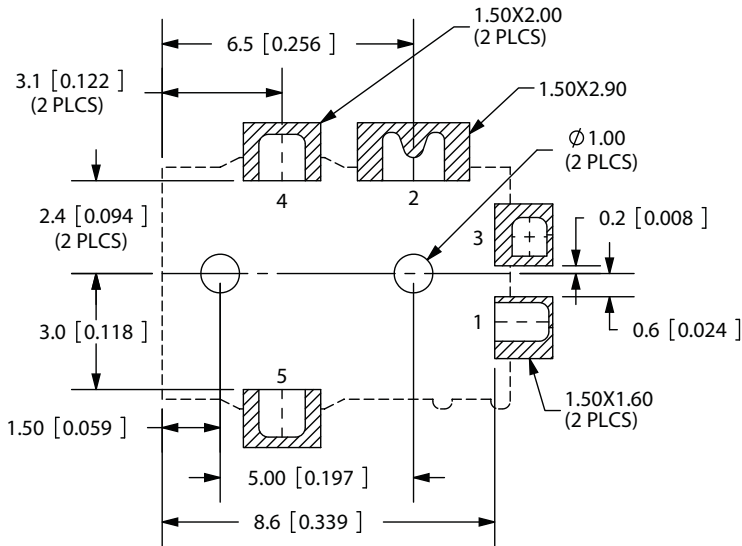 1.50X2.00
(2 PLCS)
6.5 [0.256]
3.1 [0.122]
(2 PLCS)
1.50X2.90
Ø1.00
(2 PLCS)
4
2
2.4 [0.094]
(2 PLCS)
3
0.2 [0.008]
3.0 [0.118]
1
0.6 [0.024]
5
1.50X1.60
(2 PLCS)
1.50 [0.059]
5.00 [0.197]
8.6 [0.339]